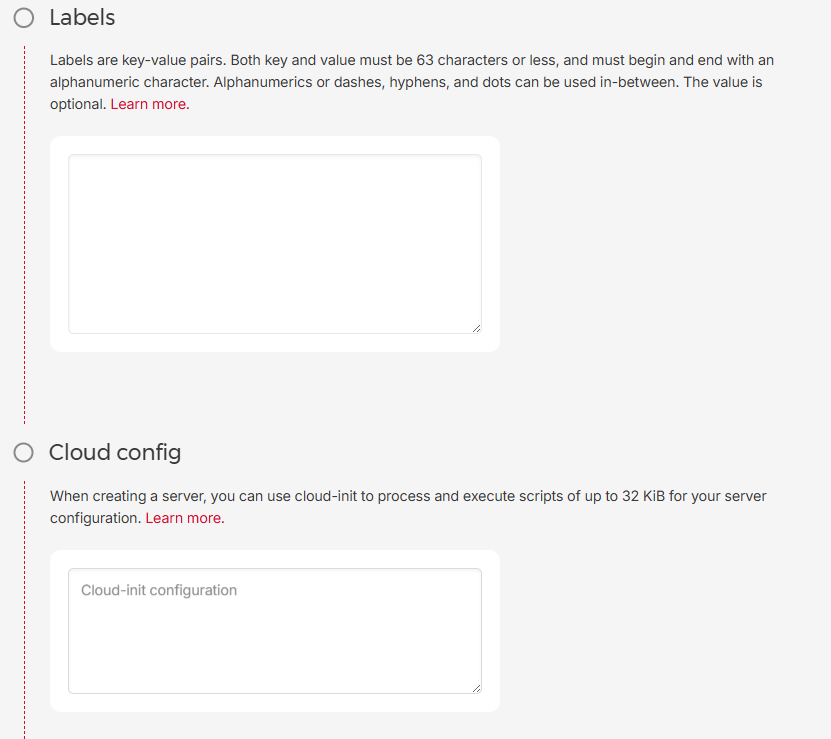 Labels
Labels are key-value pairs. Both key and value must be 63 characters or less, and must begin and end with an
alphanumeric character. Alphanumerics or dashes, hyphens, and dots can be used in-between. The value is
optional. Learn more.
Cloud config
When creating a server, you can use cloud-init to process and execute scripts of up to 32 KiB for your server
configuration. Learn more.
Cloud-init configuration